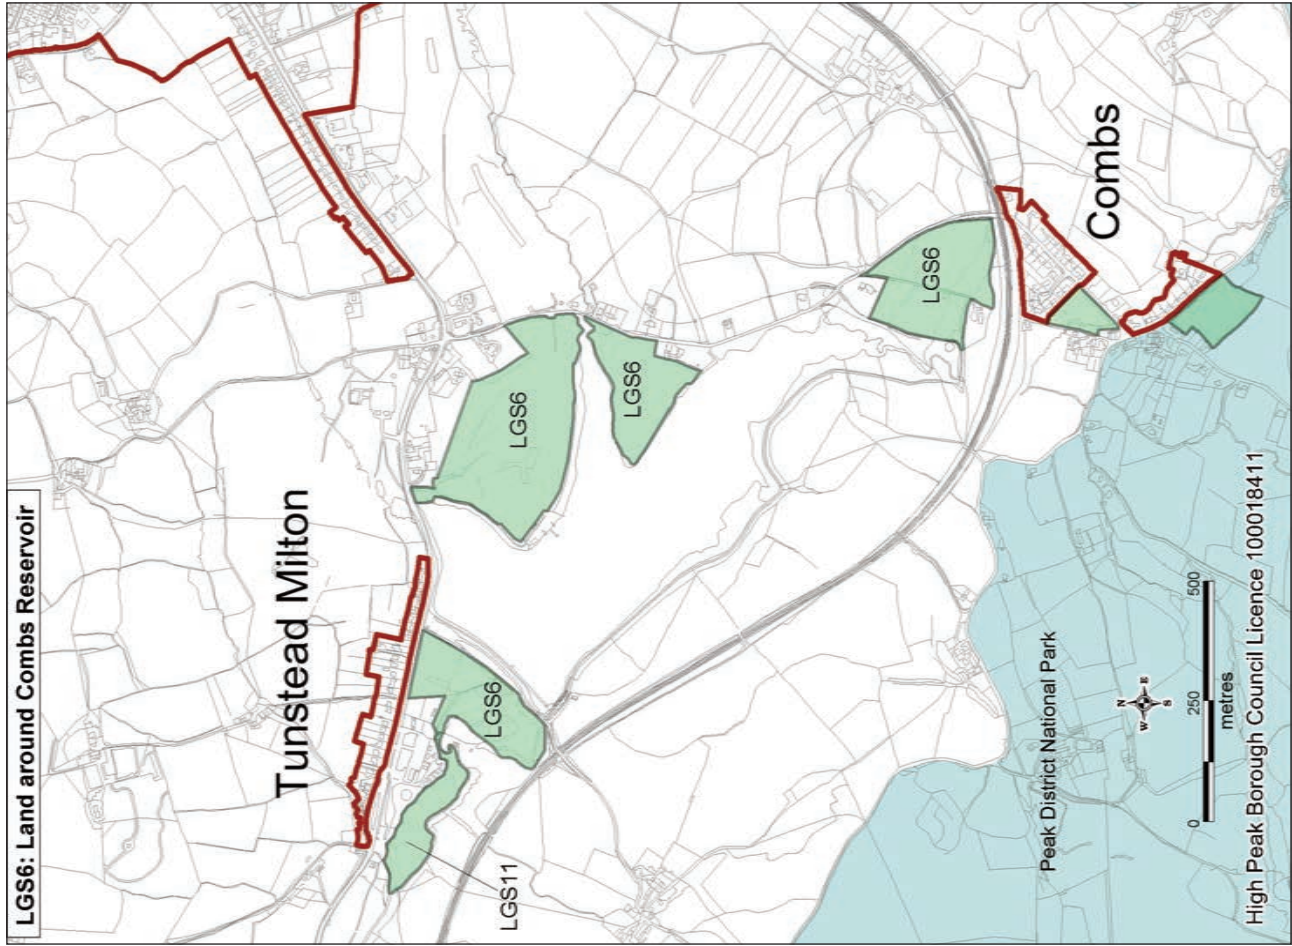 LGS6: Land around Combs Reservoir
Tunstead Milton
LGS11
LGS6
LGS6
LGS6
LGS6
Combs
Peak District National Park
N
W E
S
0 250 500
metres
High Peak Borough Council Licence 100018411